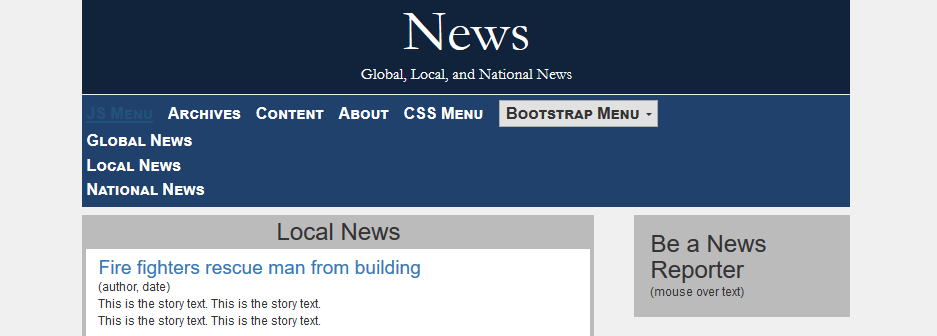 News
Global, Local, and National News
JS Menu Archives Content About CSS Menu Bootstrap Menu
Global News
Local News
National News
Local News
Fire fighters rescue man from building
(author, date)
This is the story text. This is the story text.
This is the story text. This is the story text.
Be a News
Reporter
(mouse over text)